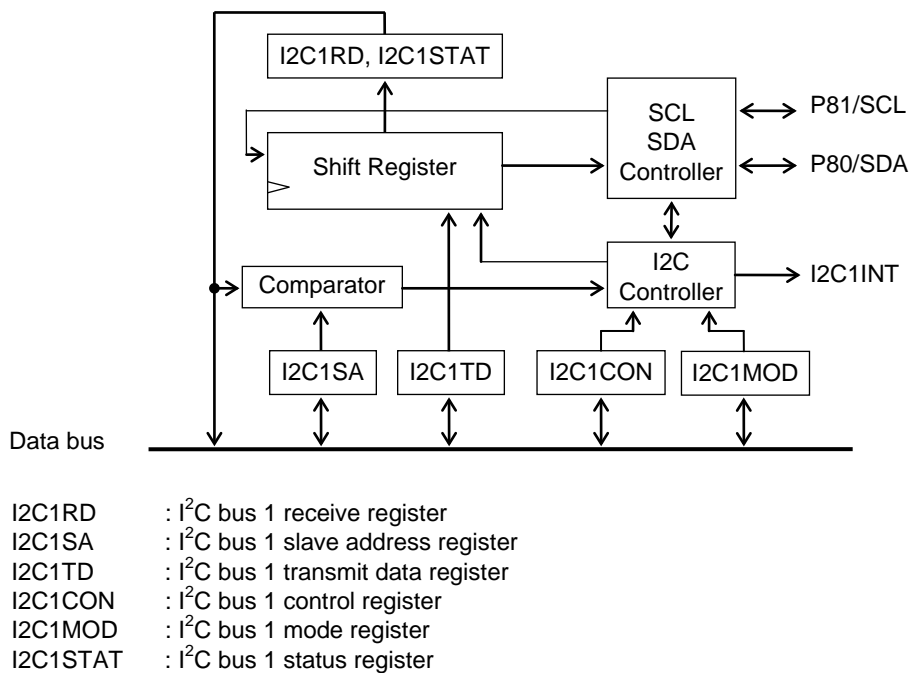 I2C1RD, I2C1STAT
SCL
SDA
Controller
P81/SCL
P80/SDA
Shift Register
I2C
Controller
I2C1INT
Comparator
I2C1SA
I2C1TD
I2C1CON
I2C1MOD
Data bus
I2C1RD : I²C bus 1 receive register
I2C1SA : I²C bus 1 slave address register
I2C1TD : I²C bus 1 transmit data register
I2C1CON : I²C bus 1 control register
I2C1MOD : I²C bus 1 mode register
I2C1STAT : I²C bus 1 status register